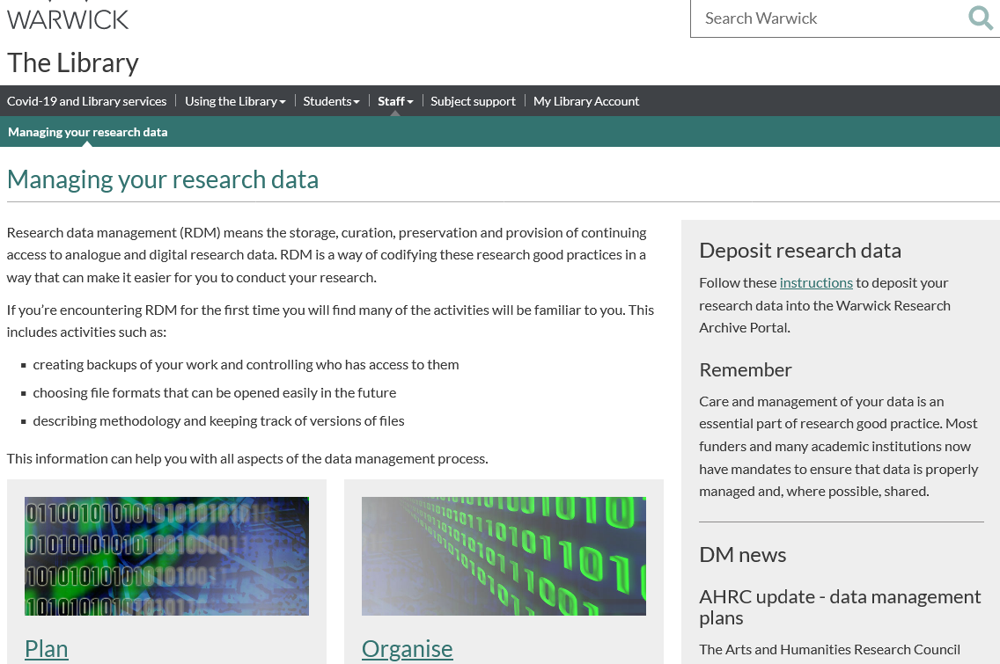 WARWICK
Search Warwick
The Library
Covid-19 and Library services
Using the Library
Students
Staff
Subject support
My Library Account
Managing your research data
Managing your research data
Research data management (RDM) means the storage, curation, preservation and provision of continuing
access to analogue and digital research data. RDM is a way of codifying these research good practices in a
way that can make it easier for you to conduct your research.
If you’re encountering RDM for the first time you will find many of the activities will be familiar to you. This
includes activities such as:
creating backups of your work and controlling who has access to them
choosing file formats that can be opened easily in the future
describing methodology and keeping track of versions of files
This information can help you with all aspects of the data management process.
Plan
Organise
Deposit research data
Follow these instructions to deposit your
research data into the Warwick Research
Archive Portal.
Remember
Care and management of your data is an
essential part of research good practice. Most
funders and many academic institutions now
have mandates to ensure that data is properly
managed and, where possible, shared.
DM news
AHRC update - data management
plans
The Arts and Humanities Research Council